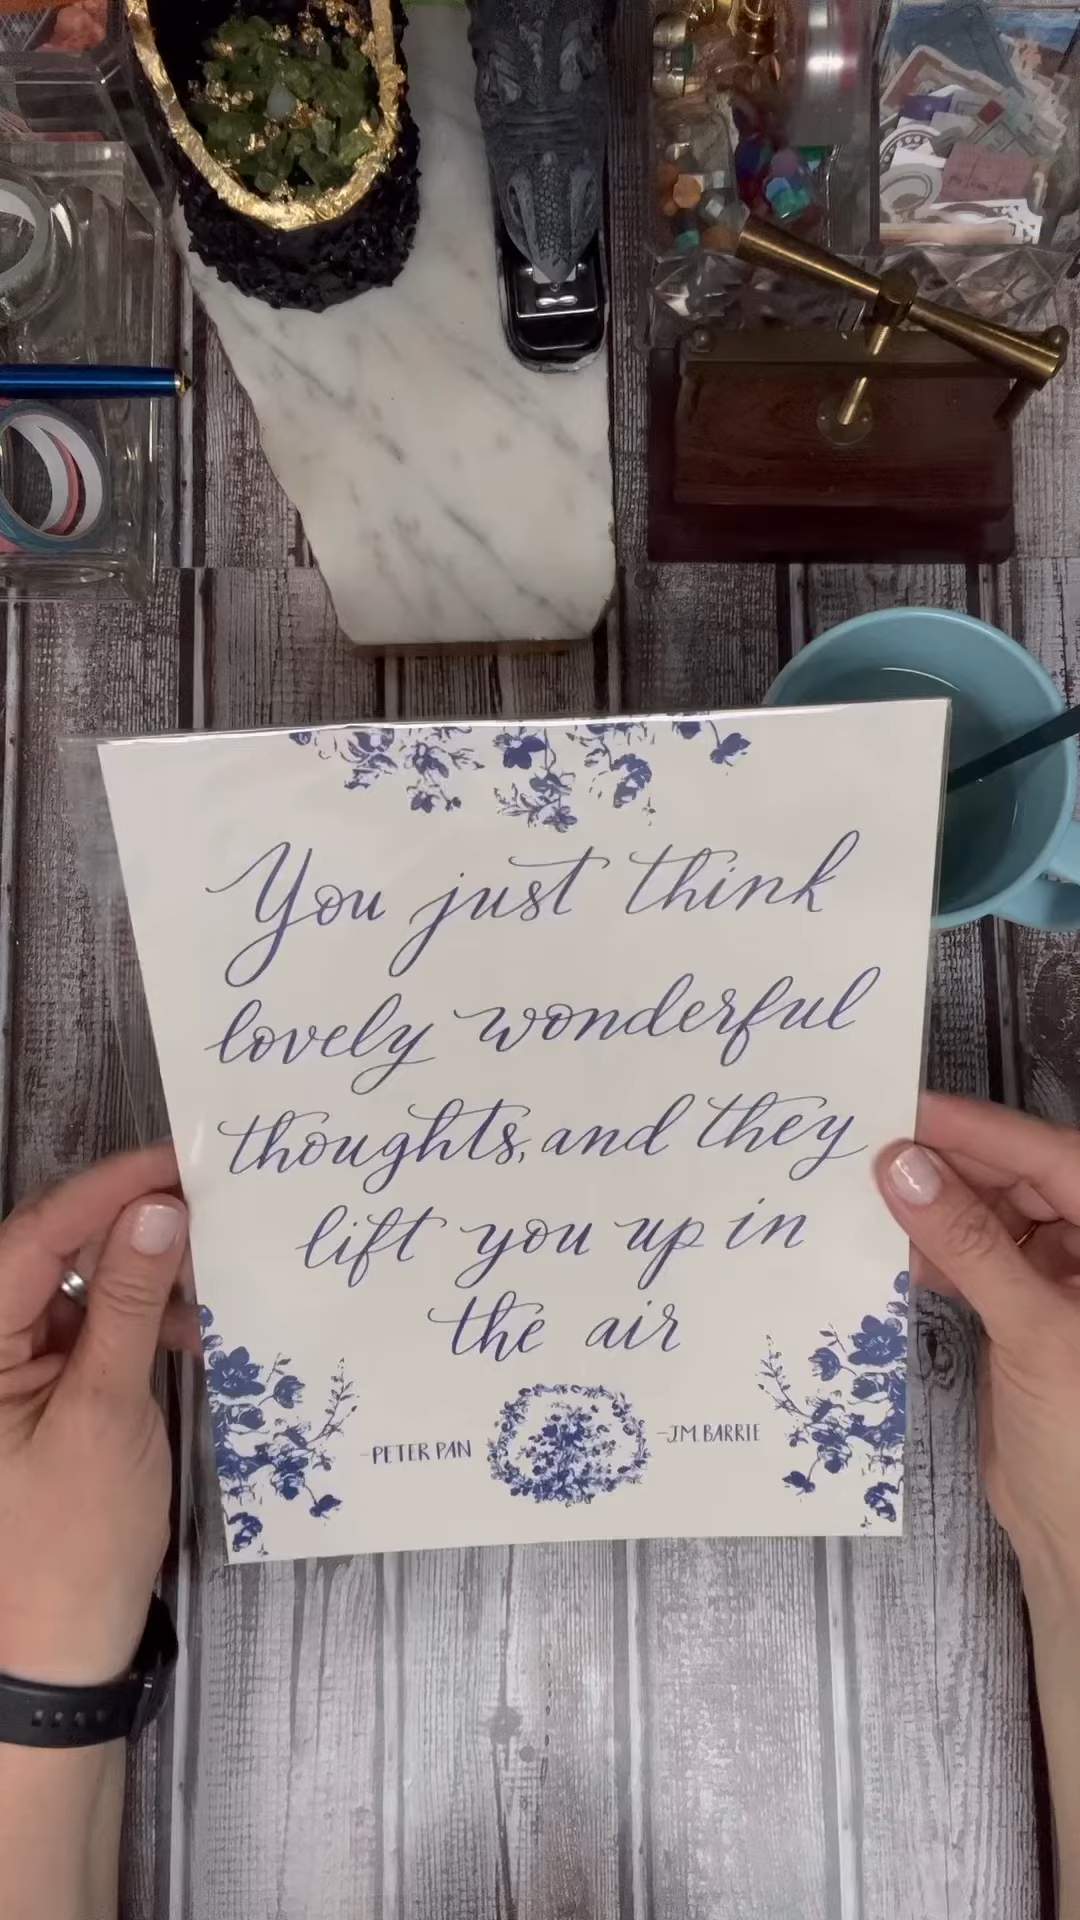 You just think
lovely wonderful
thoughts, and they
lift you up in
the air
-PETER PAN
-J.M. BARRIE